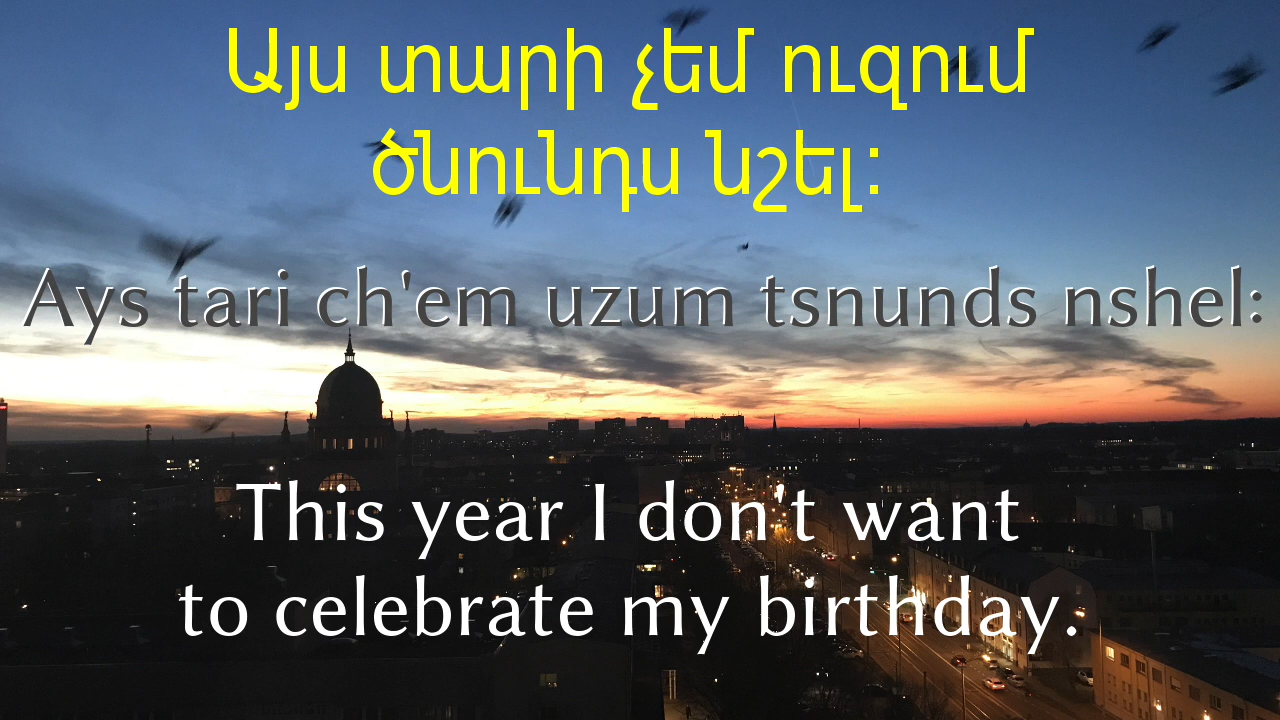 Այս տարի չեմ ուզում
ծնունդս նշել:
Ays tari ch'em uzum tsnunds nshel:
This year I don't want
to celebrate my birthday.